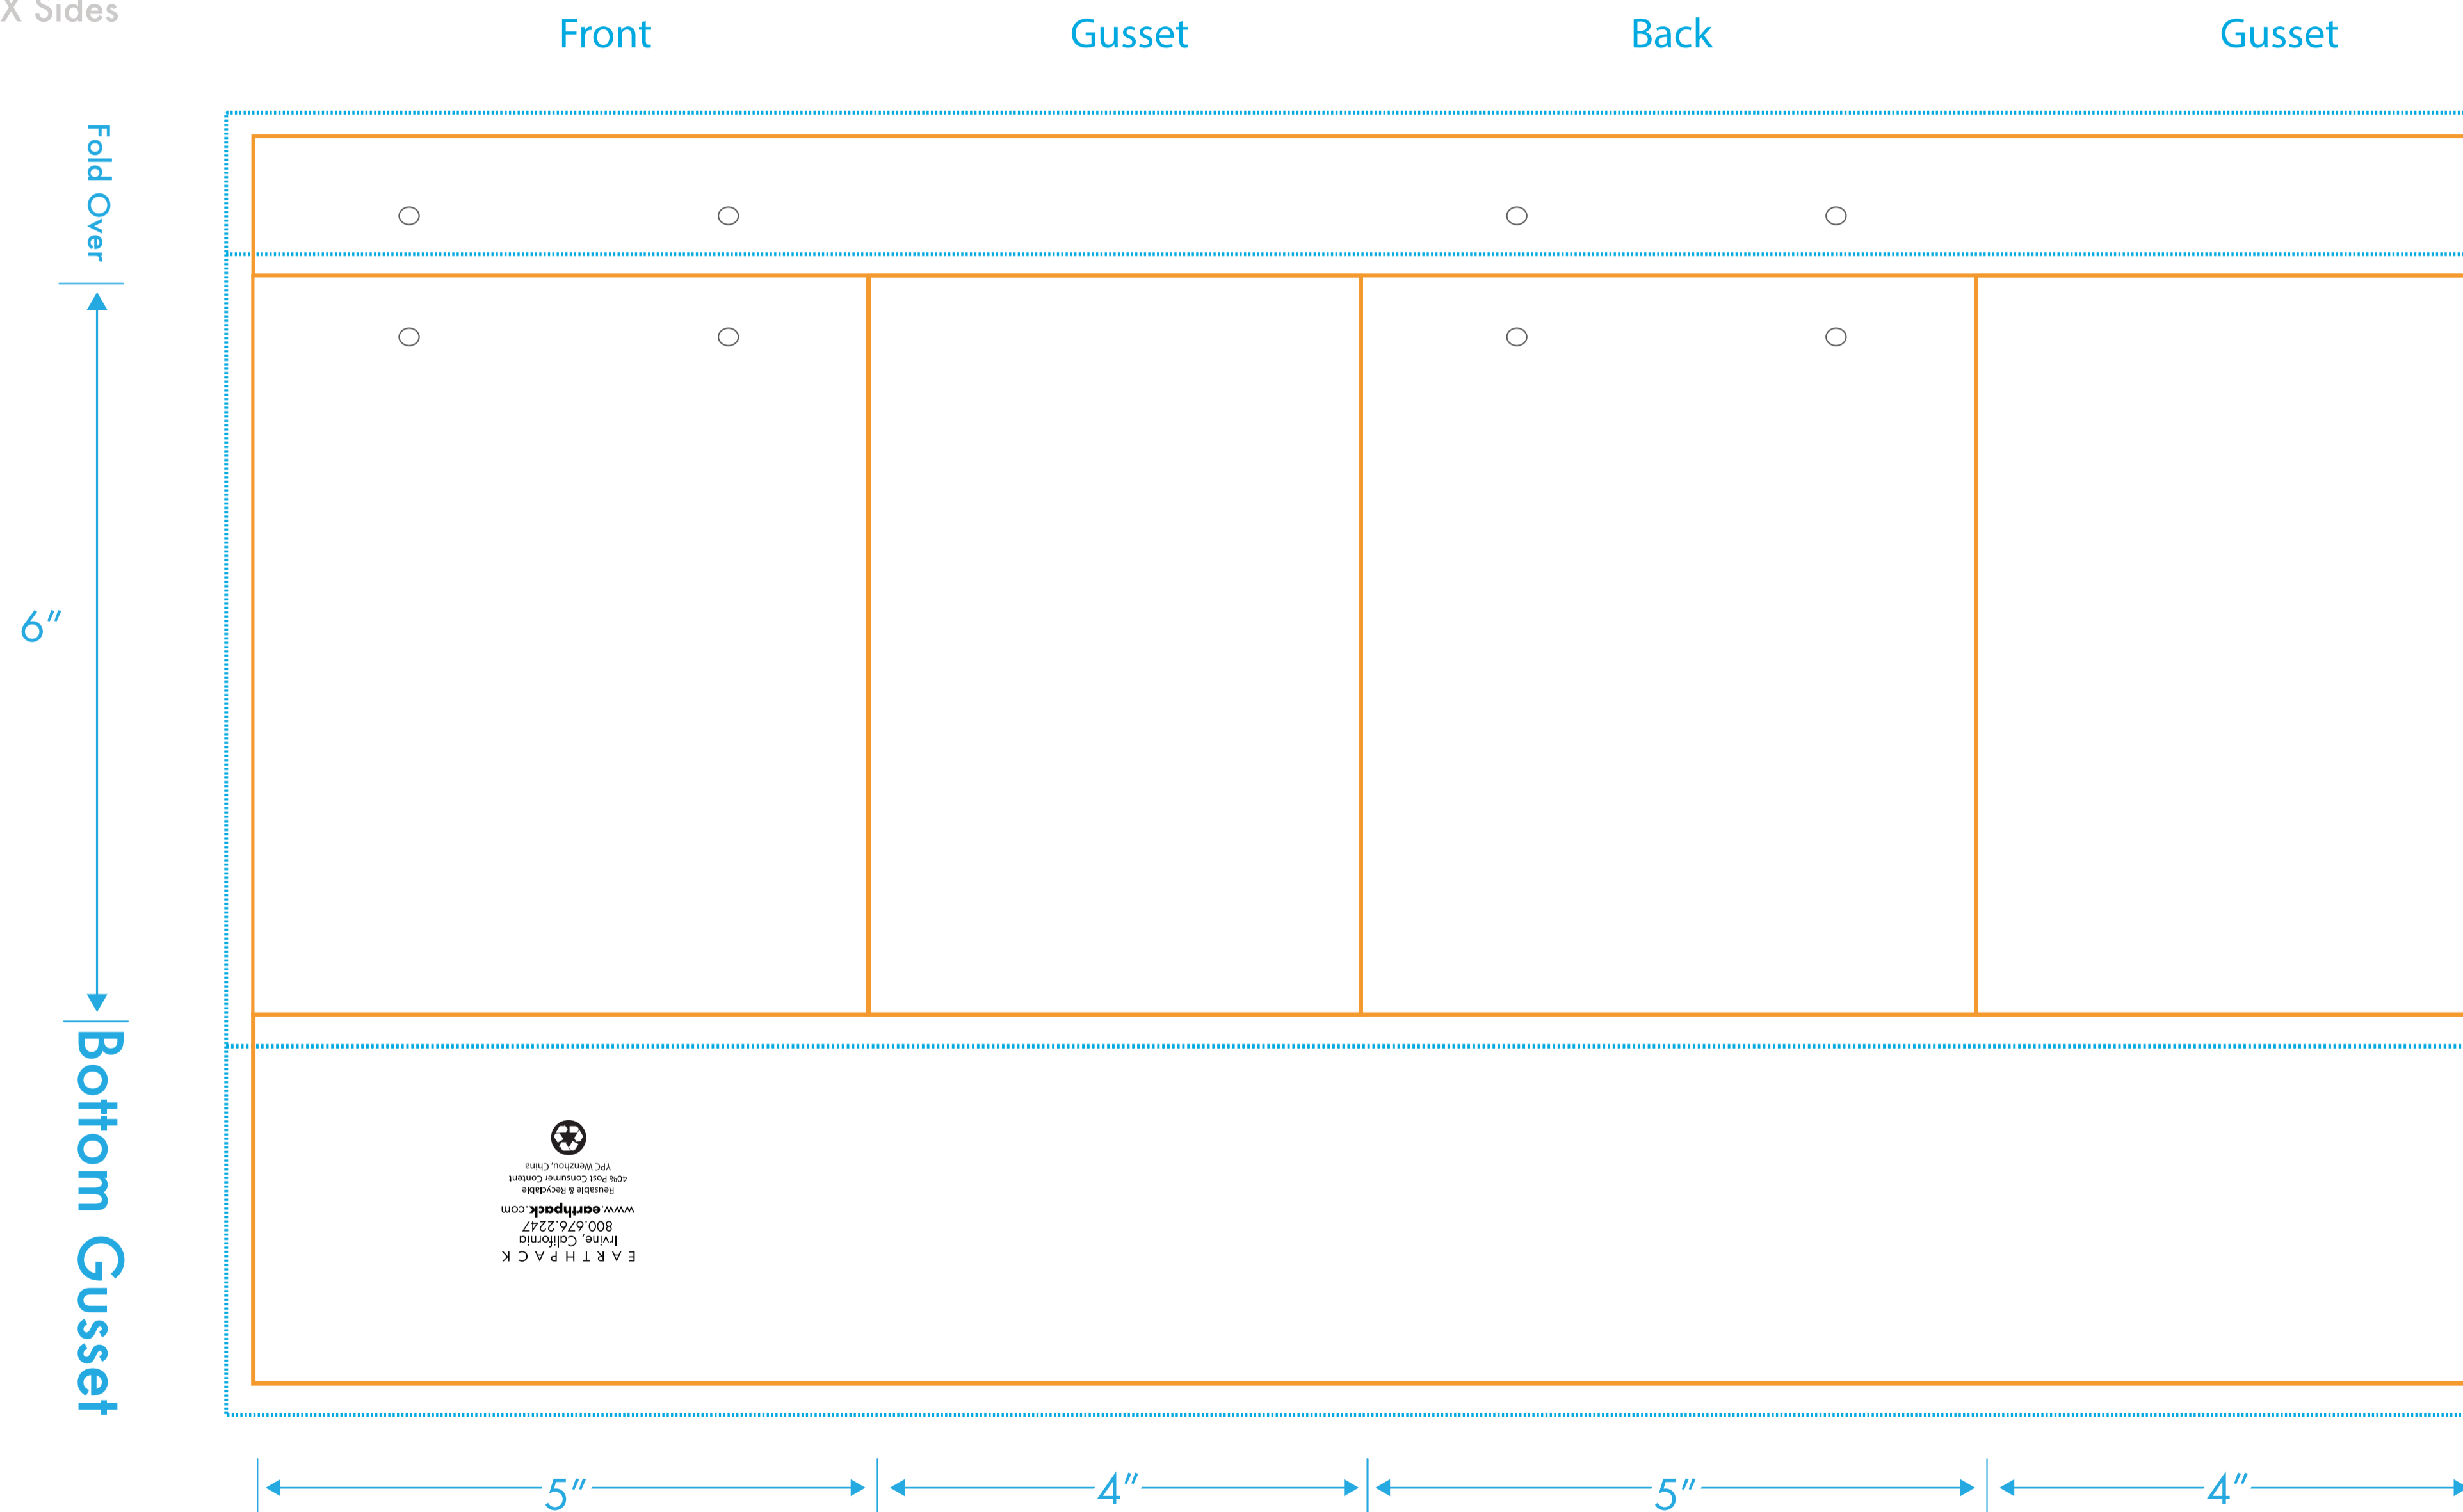 X Sides
Front
Gusset
Back
Gusset
Fold Over
6"
Bottom Gusset
EARTHPACK
Irvine, California
800.676.2247
www.earthpack.com
Reusable & Recyclable
40% Post Consumer Content
YPC Wenzhou, China
5"
4"
5"
4"